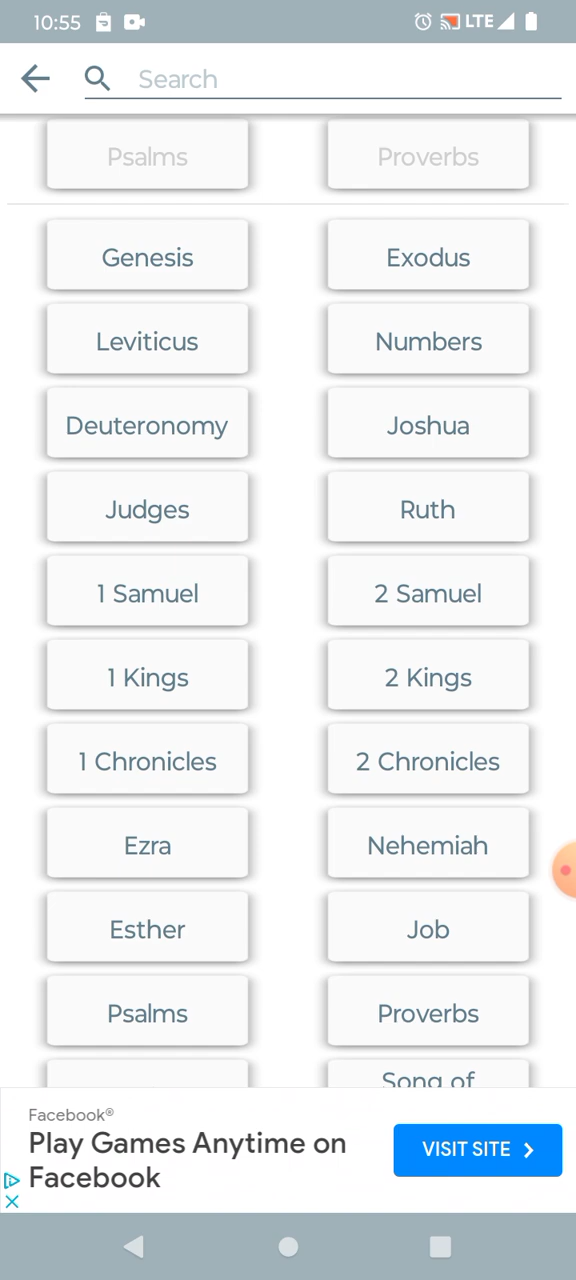 10:55
LTE
Search
Psalms
Proverbs
Genesis
Exodus
Leviticus
Numbers
Deuteronomy
Joshua
Judges
Ruth
1 Samuel
2 Samuel
1 Kings
2 Kings
1 Chronicles
2 Chronicles
Ezra
Nehemiah
Esther
Job
Psalms
Proverbs
Song of
Facebook®
Play Games Anytime on
Facebook
VISIT SITE